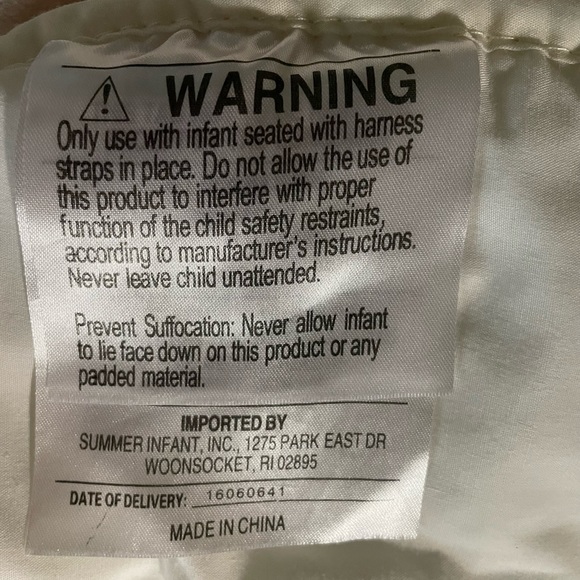 WARNING
Only use with infant seated with harness
straps in place. Do not allow the use of
this product to interfere with proper
function of the child safety restraints,
according to manufacturer's instructions.
Never leave child unattended.
Prevent Suffocation: Never allow infant
to lie face down on this product or any
padded material.
IMPORTED BY
SUMMER INFANT, INC., 1275 PARK EAST DR
WOONSOCKET, RI 02895
DATE OF DELIVERY: 16060641
MADE IN CHINA